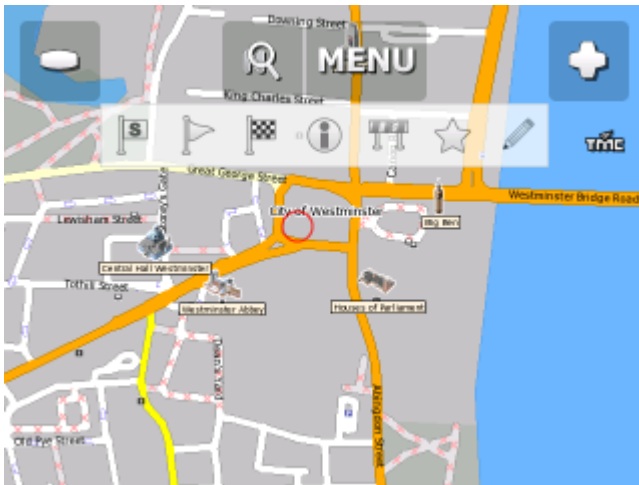 Downing Street
MENU
King Charles Street
S
TMC
Great George Street
Westminster Bridge Road
City of Westminster
Lewisham Street
Big Ben
Central Hall Westminster
Tothill Street
Westminster Abbey
Houses of Parliament
Abingdon Street
Old Pye Street